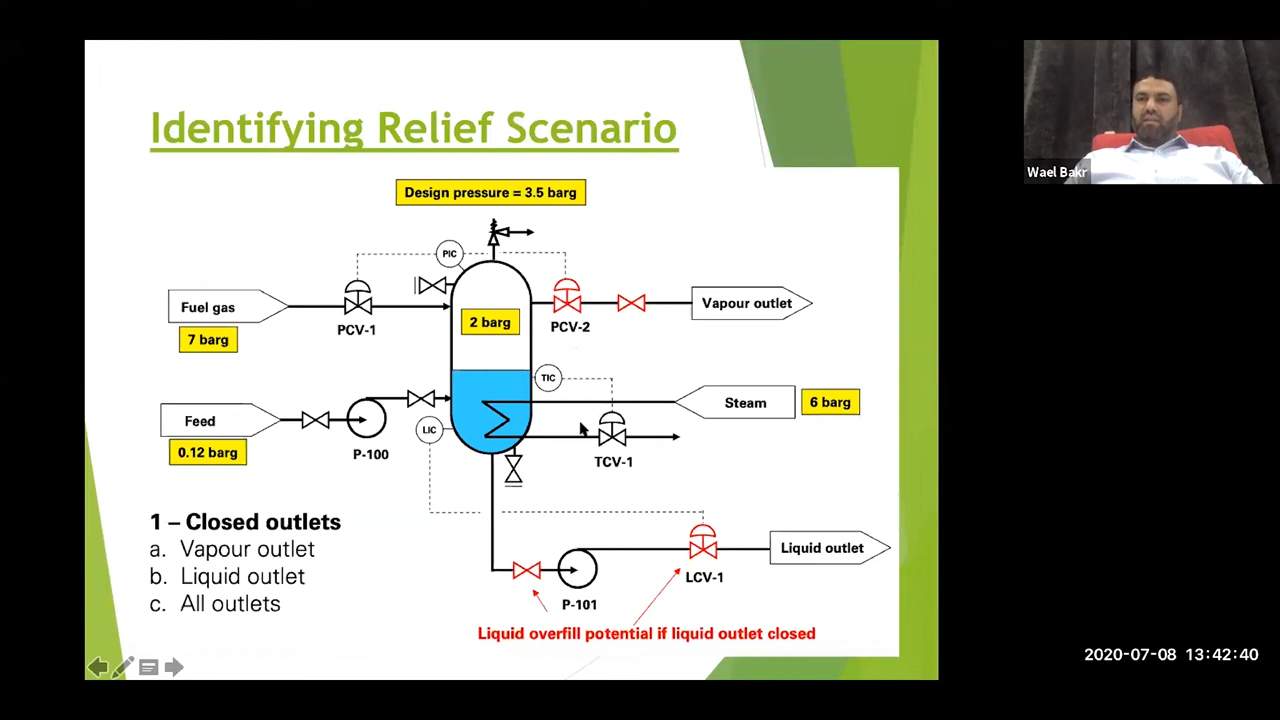 Identifying Relief Scenario
Design pressure = 3.5 barg
PIC
Fuel gas
7 barg
PCV-1
2 barg
PCV-2
Vapour outlet
TIC
Steam
6 barg
Feed
0.12 barg
P-100
LIC
TCV-1
1 – Closed outlets
a. Vapour outlet
b. Liquid outlet
c. All outlets
P-101
LCV-1
Liquid outlet
Liquid overfill potential if liquid outlet closed
Wael Bakr
2020-07-08 13:42:40